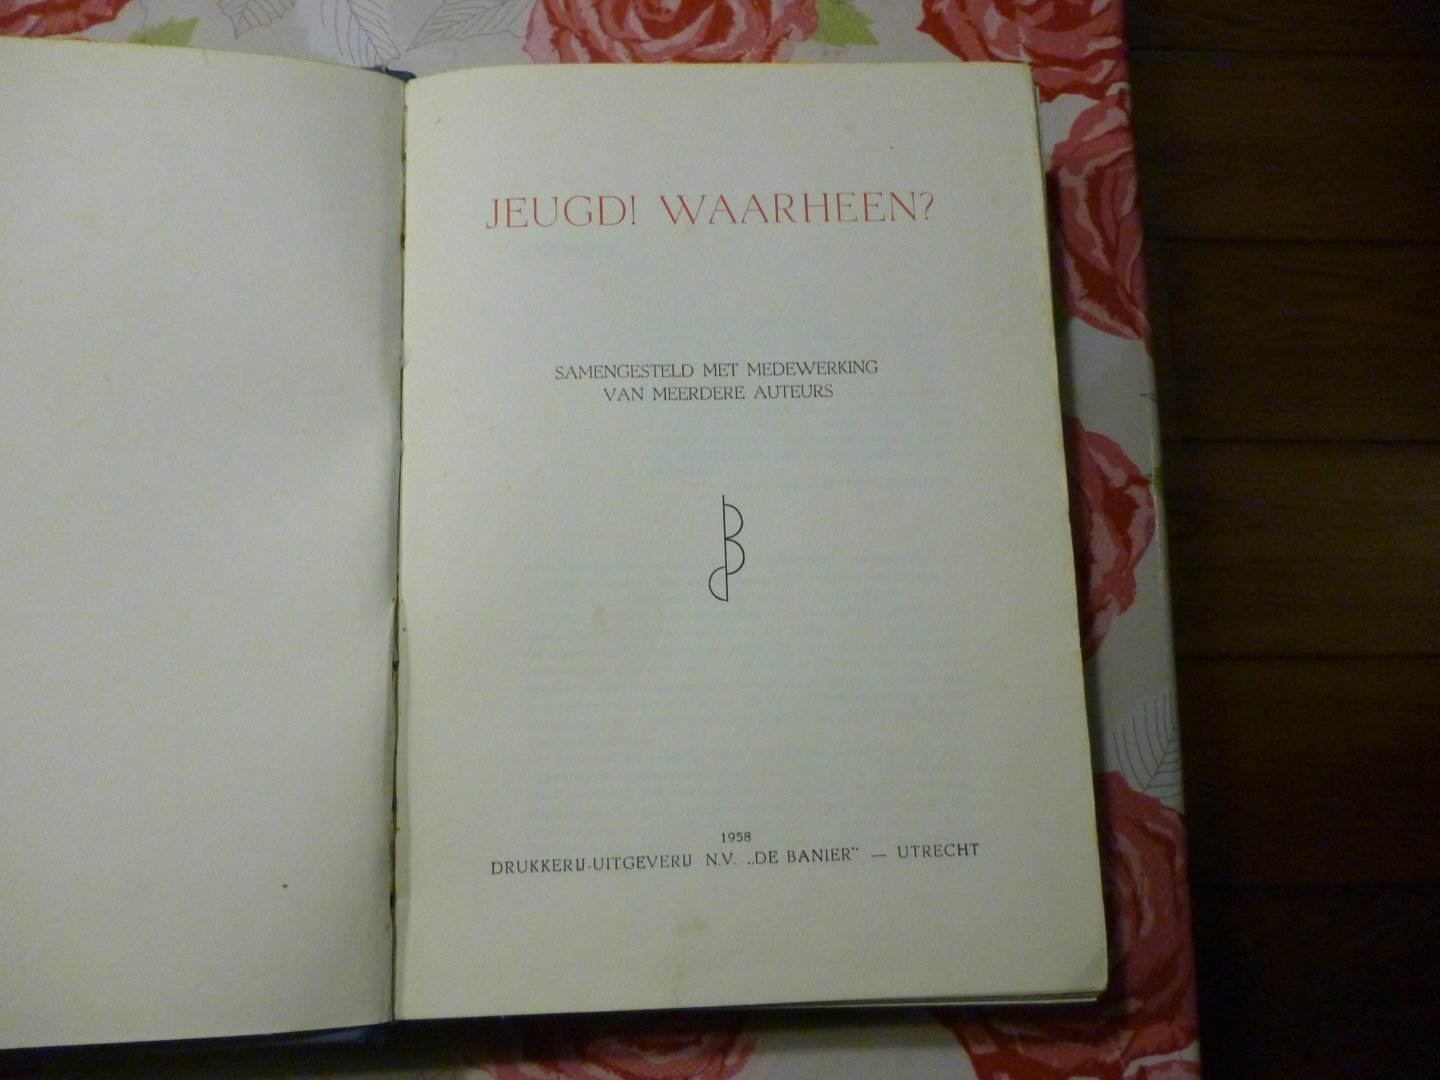 JEUGD! WAARHEEN?
SAMENGESTELD MET MEDEWERKING
VAN MEERDERE AUTEURS
1958
DRUKKERIJ-UITGEVERIJ N.V. „DE BANIER” — UTRECHT